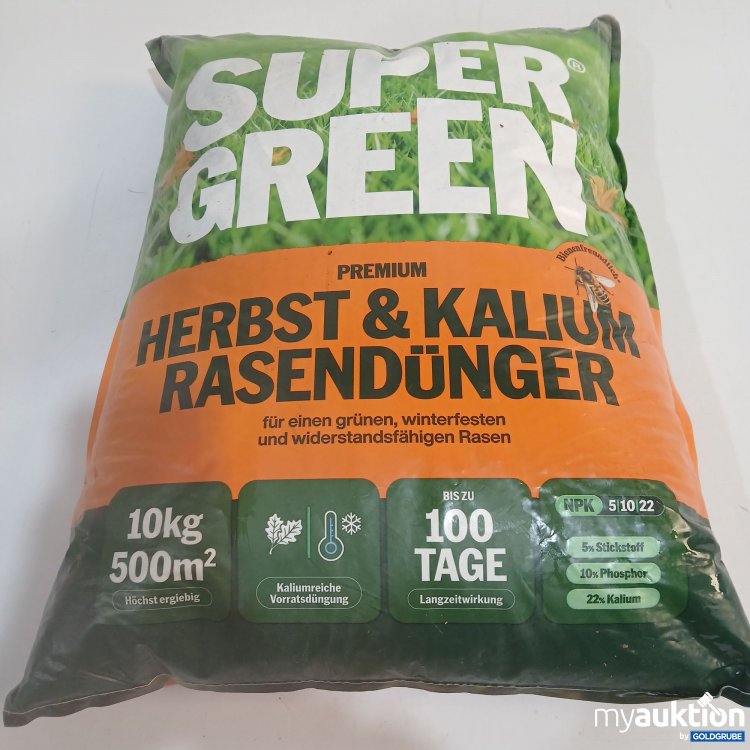 SUPER®
GREEN
Bienenfreundlich*
PREMIUM
HERBST & KALIUM
RASENDÜNGER
für einen grünen, winterfesten
und widerstandsfähigen Rasen
10kg
500m²
Höchst ergiebig
Kaliumreiche
Vorratsdüngung
BIS ZU
100
TAGE
Langzeitwirkung
NPK 5|10|22
5% Stickstoff
10% Phosphor
22% Kalium
myauktion
by GOLDGRUBE